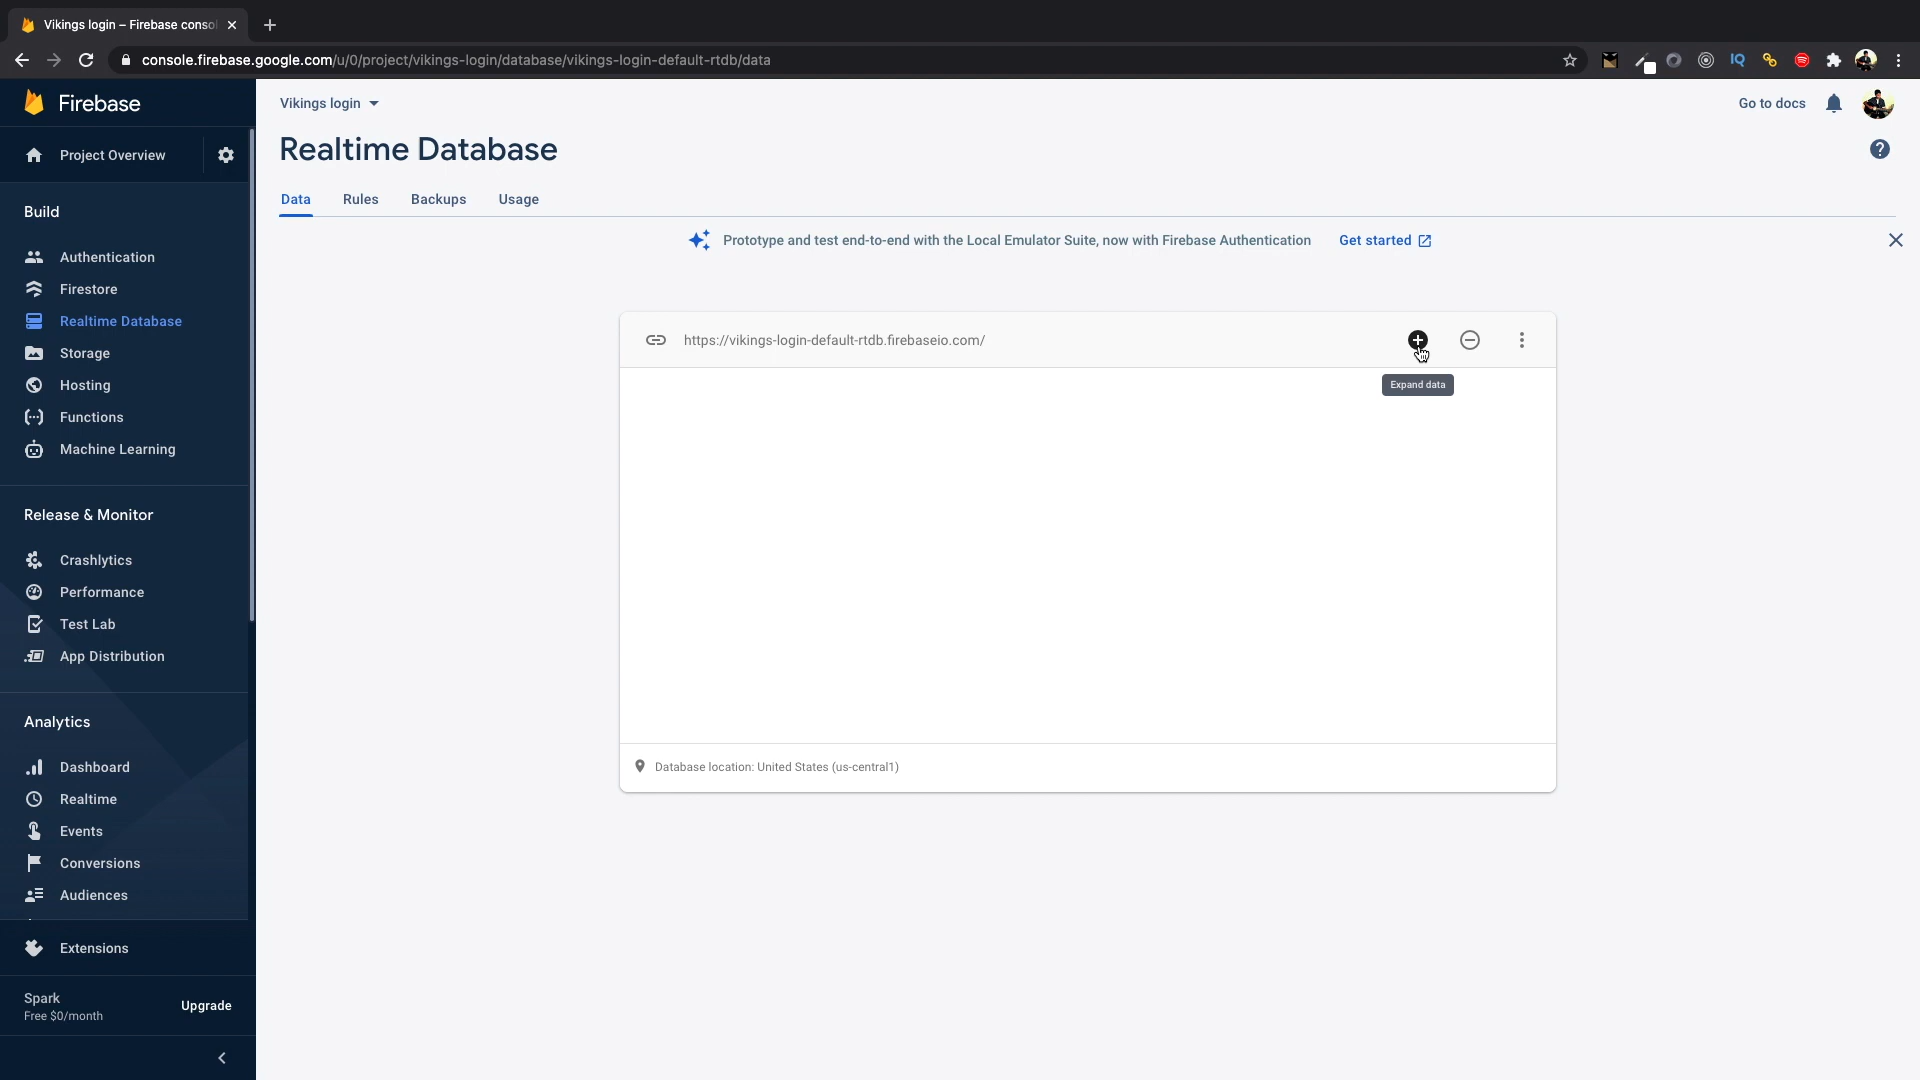 Vikings login – Firebase consol
console.firebase.google.com/u/0/project/vikings-login/database/vikings-login-default-rtdb/data
IQ
Firebase
Vikings login
Go to docs
Project Overview
Realtime Database
?
Data
Rules
Backups
Usage
Build
Prototype and test end-to-end with the Local Emulator Suite, now with Firebase Authentication
Get started
Authentication
Firestore
Realtime Database
Storage
Hosting
Functions
Machine Learning
https://vikings-login-default-rtdb.firebaseio.com/
Expand data
Release & Monitor
Crashlytics
Performance
Test Lab
App Distribution
Analytics
Dashboard
Realtime
Events
Conversions
Audiences
Database location: United States (us-central1)
Extensions
Spark
Free $0/month
Upgrade